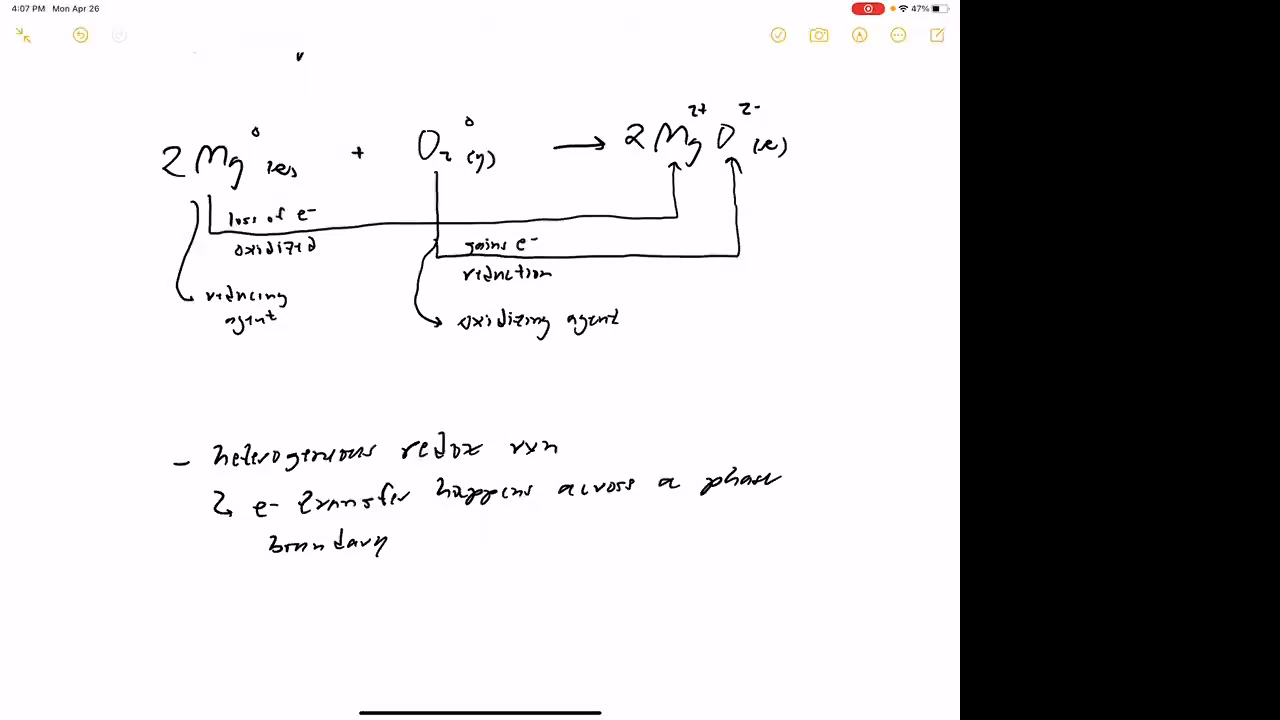 4:07 PM Mon Apr 26 47%
2Mg⁰(s) + O₂⁰(g) → 2Mg²⁺O²⁻(s)
loss of e-
oxidized
gains e-
reduction
reducing
agent
oxidizing agent
- heterogenious redox rxn
↳ e- transfer happens across a phase
boundary